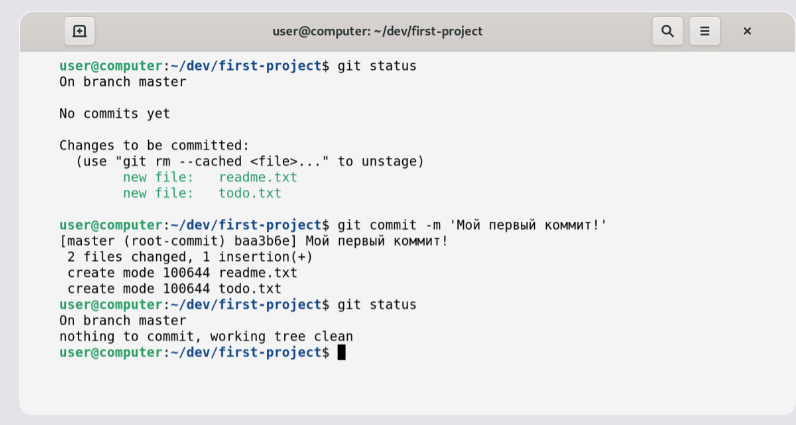 user@computer: ~/dev/first-project
user@computer:~/dev/first-project$ git status
On branch master
No commits yet
Changes to be committed:
  (use "git rm --cached <file>..." to unstage)
        new file:   readme.txt
        new file:   todo.txt
user@computer:~/dev/first-project$ git commit -m 'Мой первый коммит!'
[master (root-commit) baa3b6e] Мой первый коммит!
 2 files changed, 1 insertion(+)
 create mode 100644 readme.txt
 create mode 100644 todo.txt
user@computer:~/dev/first-project$ git status
On branch master
nothing to commit, working tree clean
user@computer:~/dev/first-project$